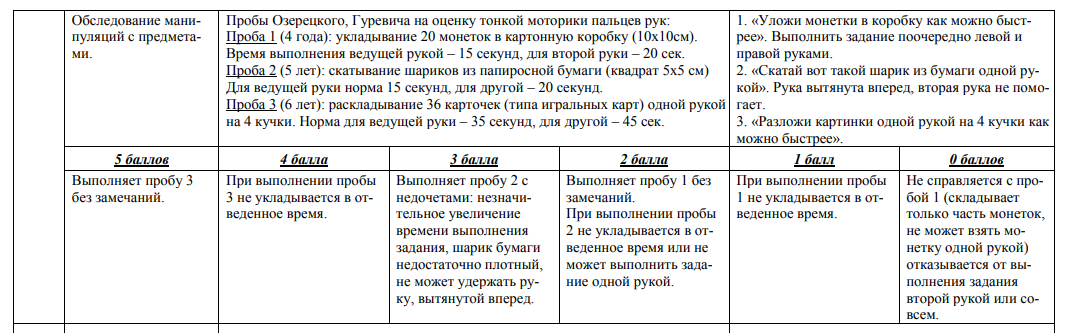 Обследование мани-
пуляций с предмета-
ми.
Пробы Озерецкого, Гуревича на оценку тонкой моторики пальцев рук:
Проба 1 (4 года): укладывание 20 монеток в картонную коробку (10х10см).
Время выполнения ведущей рукой – 15 секунд, для второй руки – 20 сек.
Проба 2 (5 лет): скатывание шариков из папиросной бумаги (квадрат 5х5 см)
Для ведущей руки норма 15 секунд, для другой – 20 секунд.
Проба 3 (6 лет): раскладывание 36 карточек (типа игральных карт) одной рукой
на 4 кучки. Норма для ведущей руки – 35 секунд, для другой – 45 сек.
1. «Уложи монетки в коробку как можно быст-
рее». Выполнить задание поочередно левой и
правой руками.
2. «Скатай вот такой шарик из бумаги одной ру-
кой». Рука вытянута вперед, вторая рука не помо-
гает.
3. «Разложи картинки одной рукой на 4 кучки как
можно быстрее».
5 баллов
4 балла
3 балла
2 балла
1 балл
0 баллов
Выполняет пробу 3
без замечаний.
При выполнении пробы
3 не укладывается в от-
веденное время.
Выполняет пробу 2 с
недочетами: незначи-
тельное увеличение
времени выполнения
задания, шарик бумаги
недостаточно плотный,
не может удержать ру-
ку, вытянутой вперед.
Выполняет пробу 1 без
замечаний.
При выполнении пробы
2 не укладывается в от-
веденное время или не
может выполнить зада-
ние одной рукой.
При выполнении пробы
1 не укладывается в от-
веденное время.
Не справляется с про-
бой 1 (складывает
только часть монеток,
не может взять мо-
нетку одной рукой)
отказывается от вы-
полнения задания
второй рукой или со-
всем.